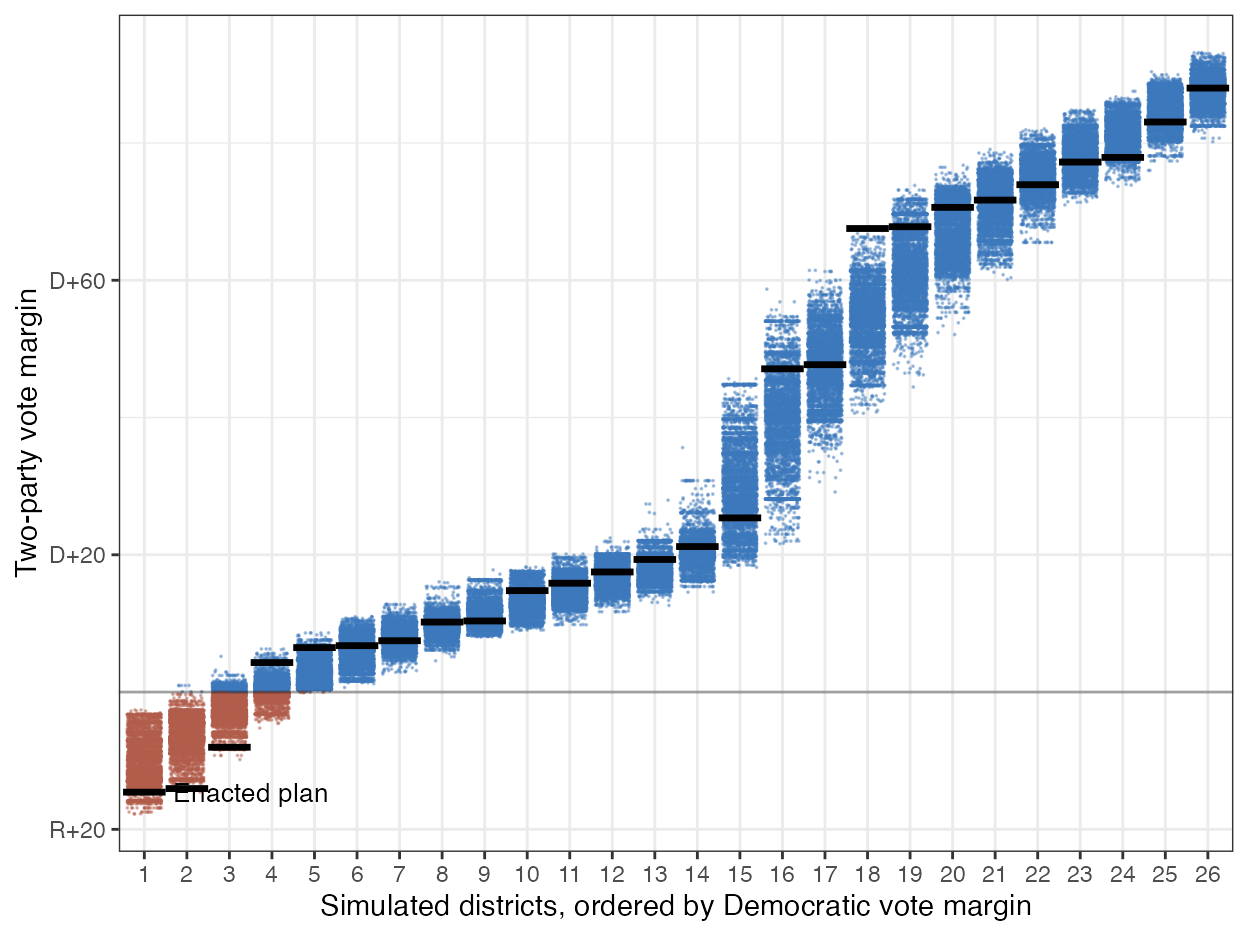 Two-party vote margin
D+60
D+20
R+20
Enacted plan
1 2 3 4 5 6 7 8 9 10 11 12 13 14 15 16 17 18 19 20 21 22 23 24 25 26
Simulated districts, ordered by Democratic vote margin